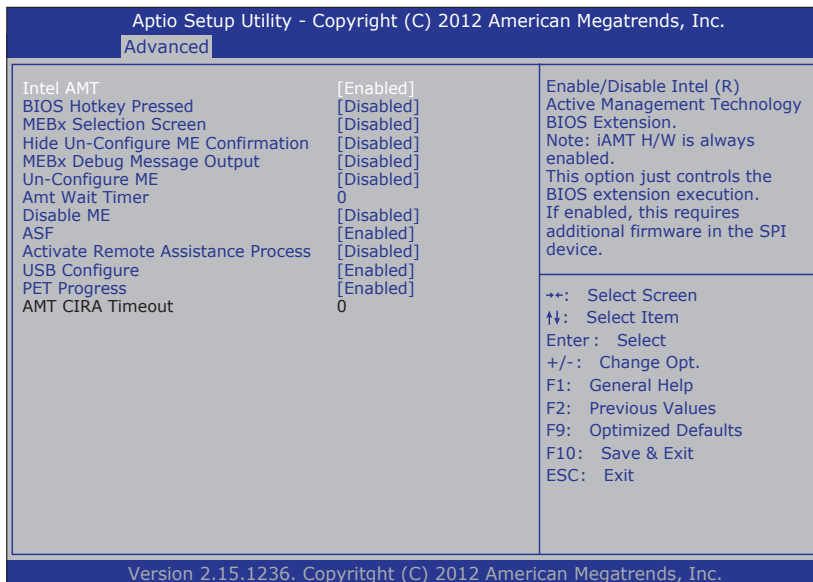 Aptio Setup Utility - Copyright (C) 2012 American Megatrends, Inc.
Advanced
Intel AMT [Enabled]
BIOS Hotkey Pressed [Disabled]
MEBx Selection Screen [Disabled]
Hide Un-Configure ME Confirmation [Disabled]
MEBx Debug Message Output [Disabled]
Un-Configure ME [Disabled]
Amt Wait Timer 0
Disable ME [Disabled]
ASF [Enabled]
Activate Remote Assistance Process [Disabled]
USB Configure [Enabled]
PET Progress [Enabled]
AMT CIRA Timeout 0
Enable/Disable Intel (R)
Active Management Technology
BIOS Extension.
Note: iAMT H/W is always
enabled.
This option just controls the
BIOS extension execution.
If enabled, this requires
additional firmware in the SPI
device.
→←: Select Screen
↑↓: Select Item
Enter : Select
+/- : Change Opt.
F1: General Help
F2: Previous Values
F9: Optimized Defaults
F10: Save & Exit
ESC: Exit
Version 2.15.1236. Copyritght (C) 2012 American Megatrends, Inc.